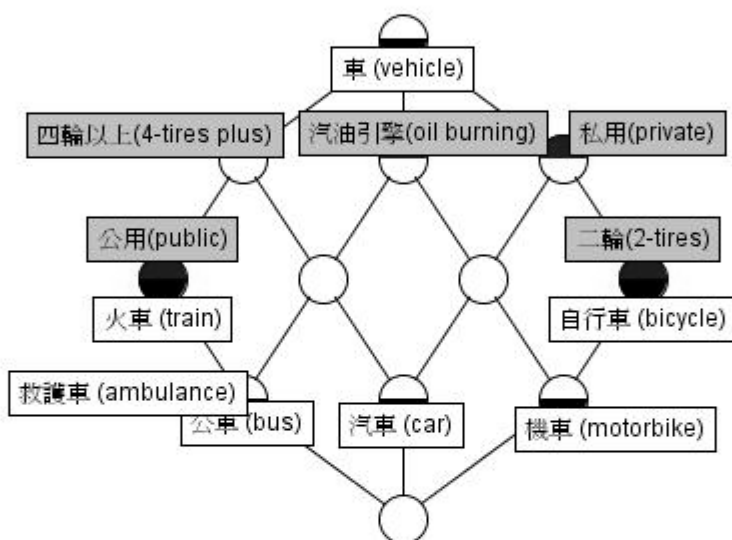 車 (vehicle)
四輪以上(4-tires plus)
汽油引擎(oil burning)
私用(private)
公用(public)
二輪(2-tires)
火車 (train)
自行車 (bicycle)
救護車 (ambulance)
公車 (bus)
汽車 (car)
機車 (motorbike)